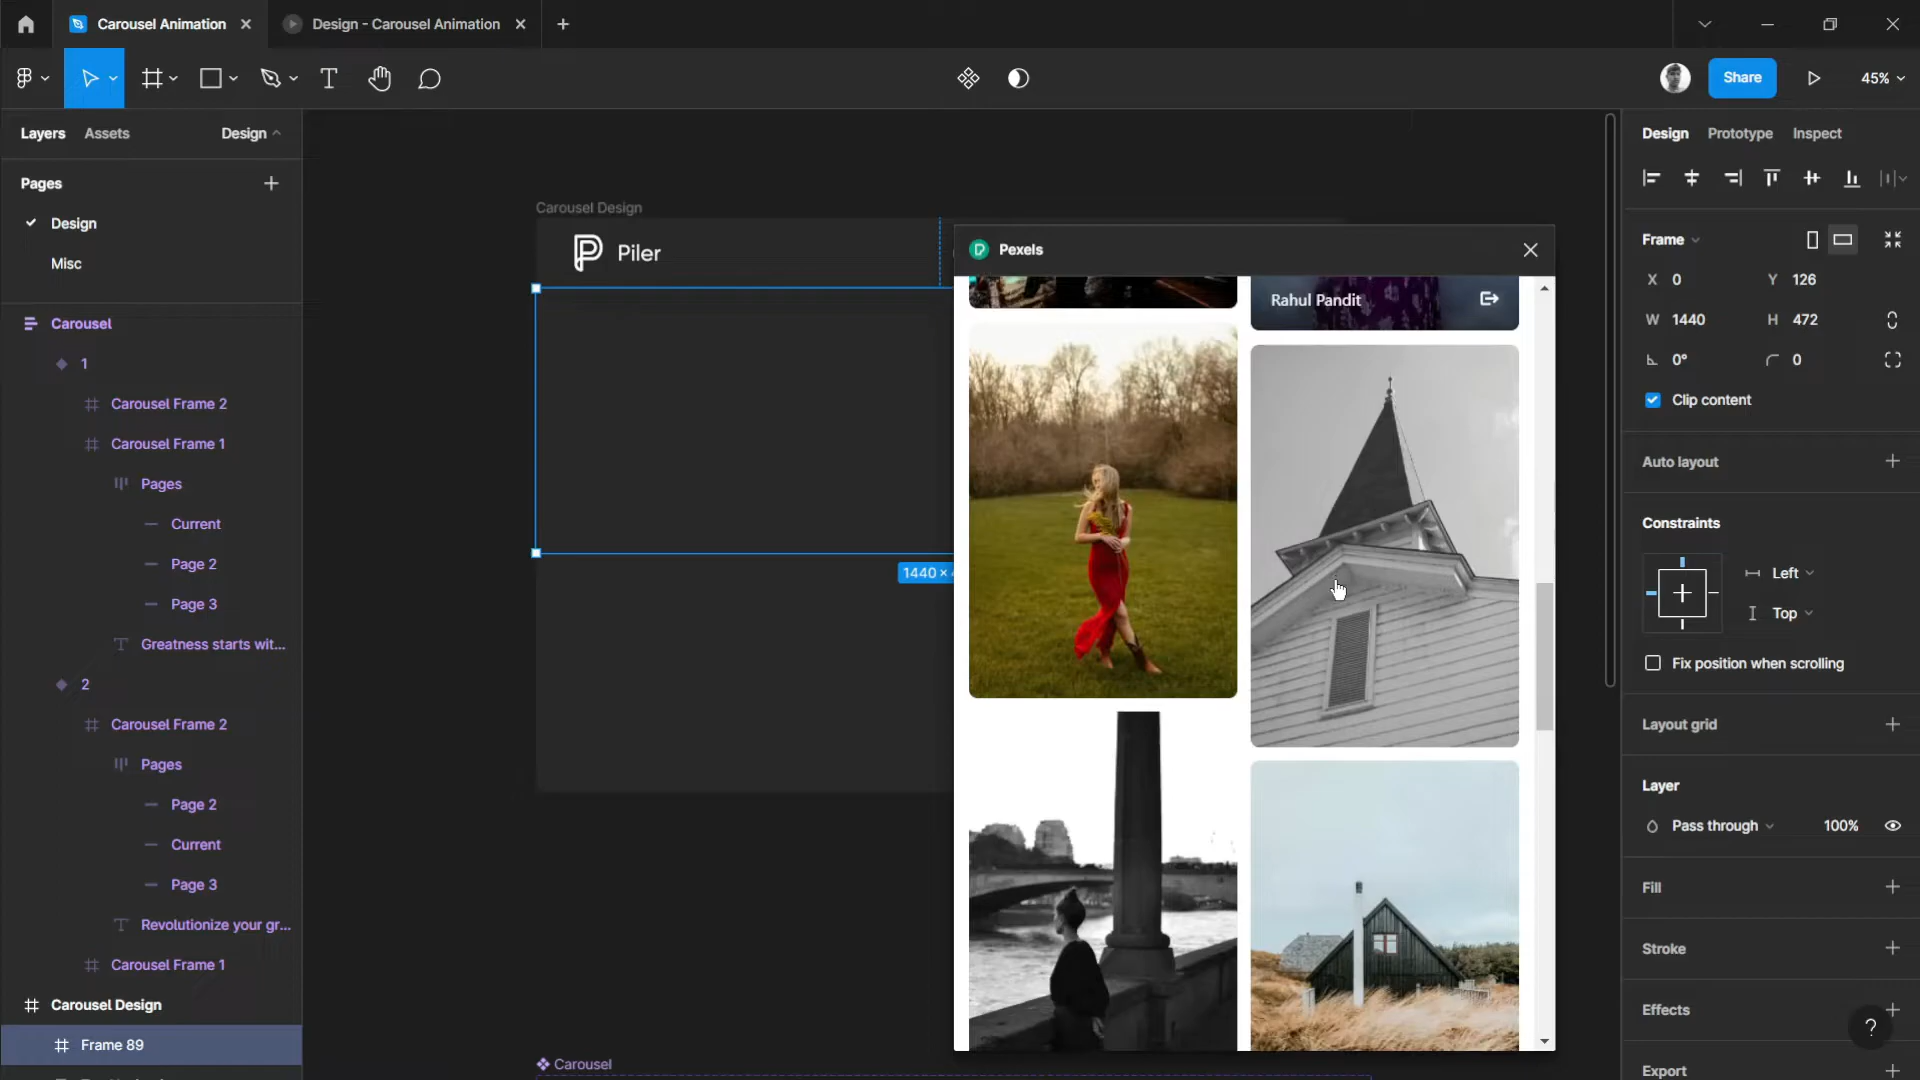 Carousel Animation
Design - Carousel Animation
Share
45%
Layers
Assets
Design
Pages
Design
Misc
Carousel
1
Carousel Frame 2
Carousel Frame 1
Pages
Current
Page 2
Page 3
Greatness starts wit...
2
Carousel Frame 2
Pages
Page 2
Current
Page 3
Revolutionize your gr...
Carousel Frame 1
Carousel Design
Frame 89
Carousel Design
Piler
1440 ×
Carousel
Pexels
Rahul Pandit
Design
Prototype
Inspect
Frame
X 0
Y 126
W 1440
H 472
0°
0
Clip content
Auto layout
Constraints
Left
Top
Fix position when scrolling
Layout grid
Layer
Pass through
100%
Fill
Stroke
Effects
?
Export